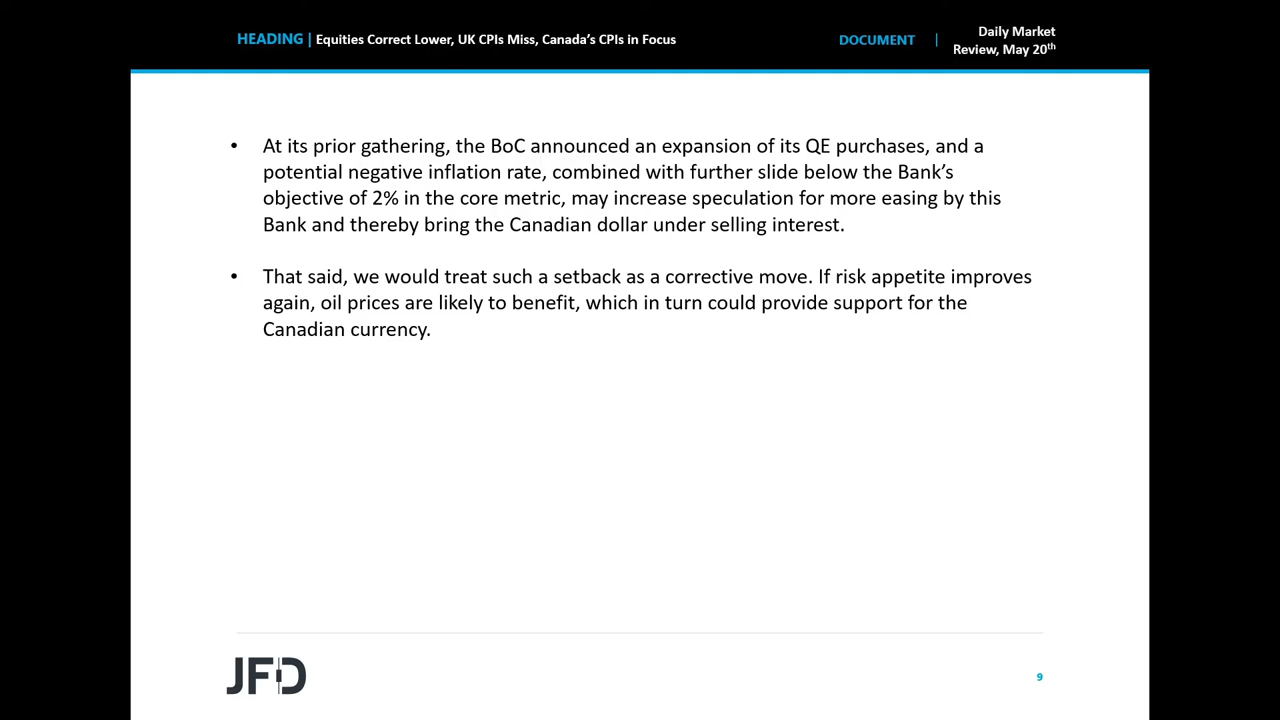 HEADING | Equities Correct Lower, UK CPIs Miss, Canada's CPIs in Focus
DOCUMENT |
Daily Market
Review, May 20th
• At its prior gathering, the BoC announced an expansion of its QE purchases, and a
potential negative inflation rate, combined with further slide below the Bank's
objective of 2% in the core metric, may increase speculation for more easing by this
Bank and thereby bring the Canadian dollar under selling interest.
• That said, we would treat such a setback as a corrective move. If risk appetite improves
again, oil prices are likely to benefit, which in turn could provide support for the
Canadian currency.
JFD
9